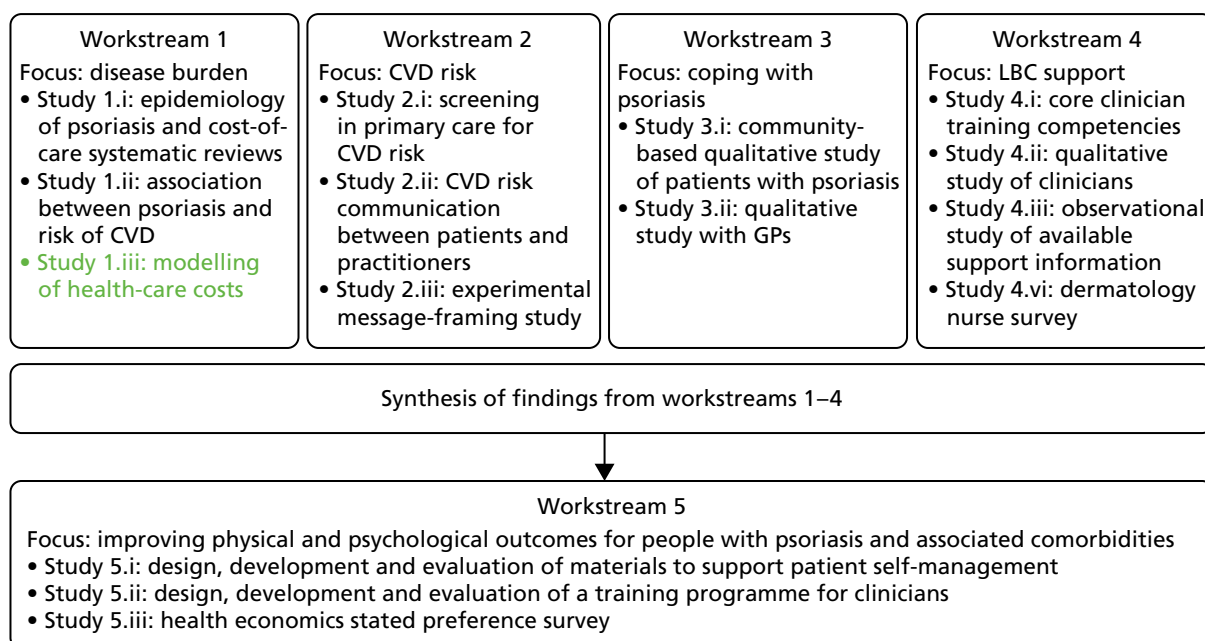 Workstream 1
Focus: disease burden
• Study 1.i: epidemiology
of psoriasis and cost-of-
care systematic reviews
• Study 1.ii: association
between psoriasis and
risk of CVD
• Study 1.iii: modelling
of health-care costs
Workstream 2
Focus: CVD risk
• Study 2.i: screening
in primary care for
CVD risk
• Study 2.ii: CVD risk
communication
between patients and
practitioners
• Study 2.iii: experimental
message-framing study
Workstream 3
Focus: coping with
psoriasis
• Study 3.i: community-
based qualitative study
of patients with psoriasis
• Study 3.ii: qualitative
study with GPs
Workstream 4
Focus: LBC support
• Study 4.i: core clinician
training competencies
• Study 4.ii: qualitative
study of clinicians
• Study 4.iii: observational
study of available
support information
• Study 4.vi: dermatology
nurse survey
Synthesis of findings from workstreams 1–4
Workstream 5
Focus: improving physical and psychological outcomes for people with psoriasis and associated comorbidities
• Study 5.i: design, development and evaluation of materials to support patient self-management
• Study 5.ii: design, development and evaluation of a training programme for clinicians
• Study 5.iii: health economics stated preference survey